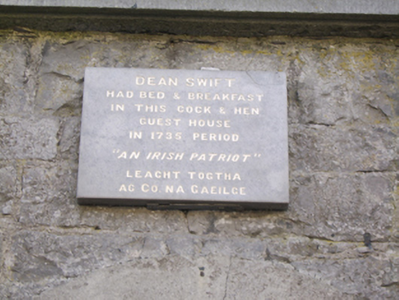 DEAN SWIFT
HAD BED & BREAKFAST
IN THIS COCK & HEN
GUEST HOUSE
IN 1735 PERIOD
"AN IRISH PATRIOT"
LEACHT TOGTHA
AG CO. NA GAEILGE